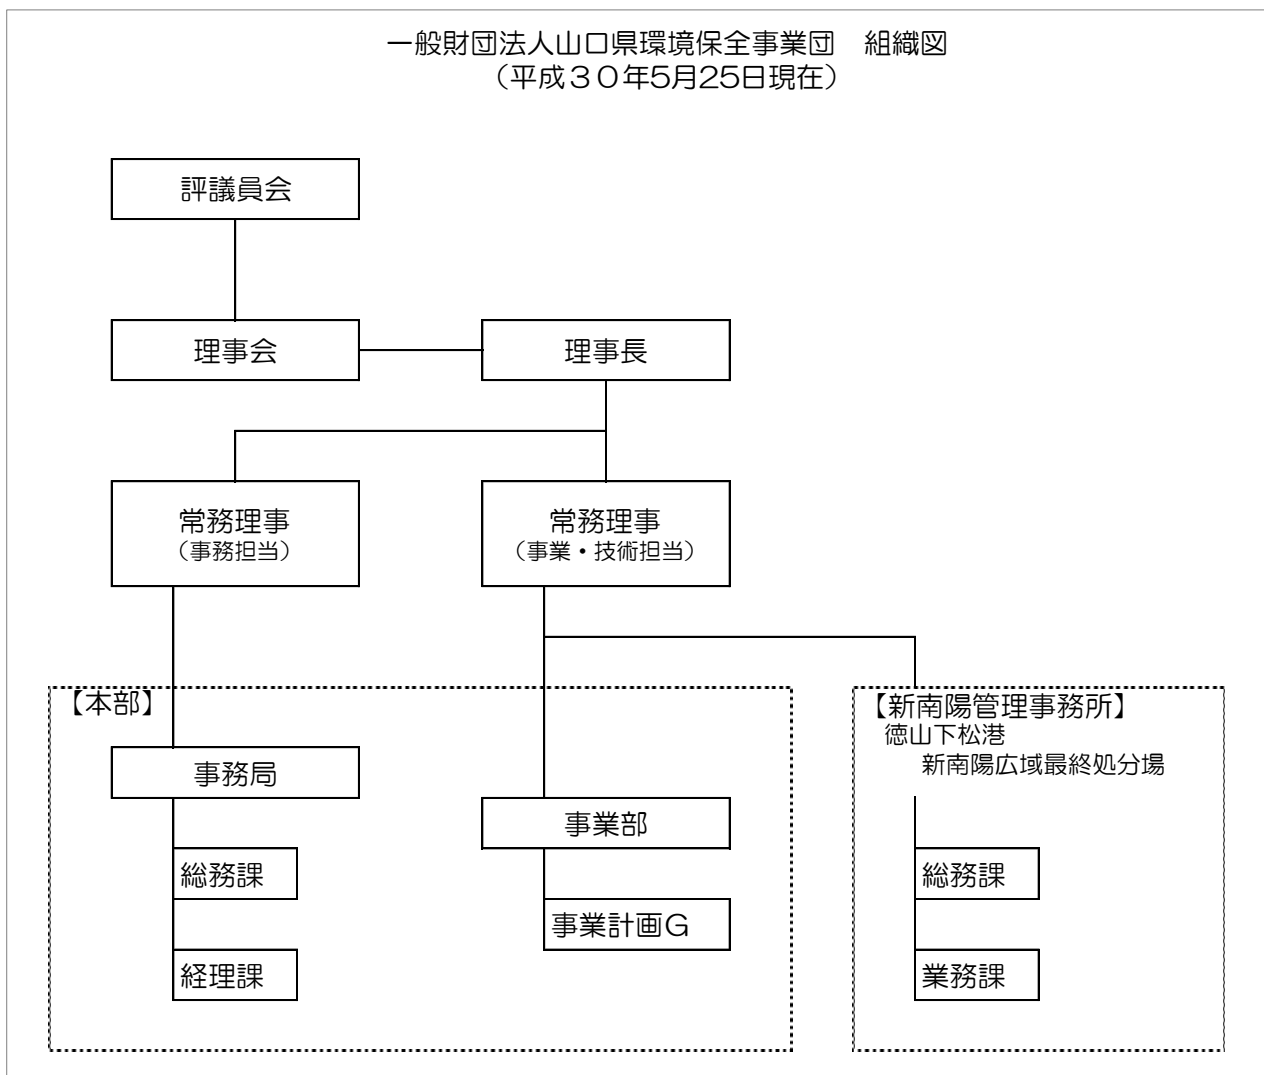 一般財団法人山口県環境保全事業団　組織図
（平成３０年5月25日現在）
評議員会
理事会
理事長
常務理事
（事務担当）
常務理事
（事業・技術担当）
【本部】
事務局
総務課
経理課
事業部
事業計画Ｇ
【新南陽管理事務所】
徳山下松港
新南陽広域最終処分場
総務課
業務課